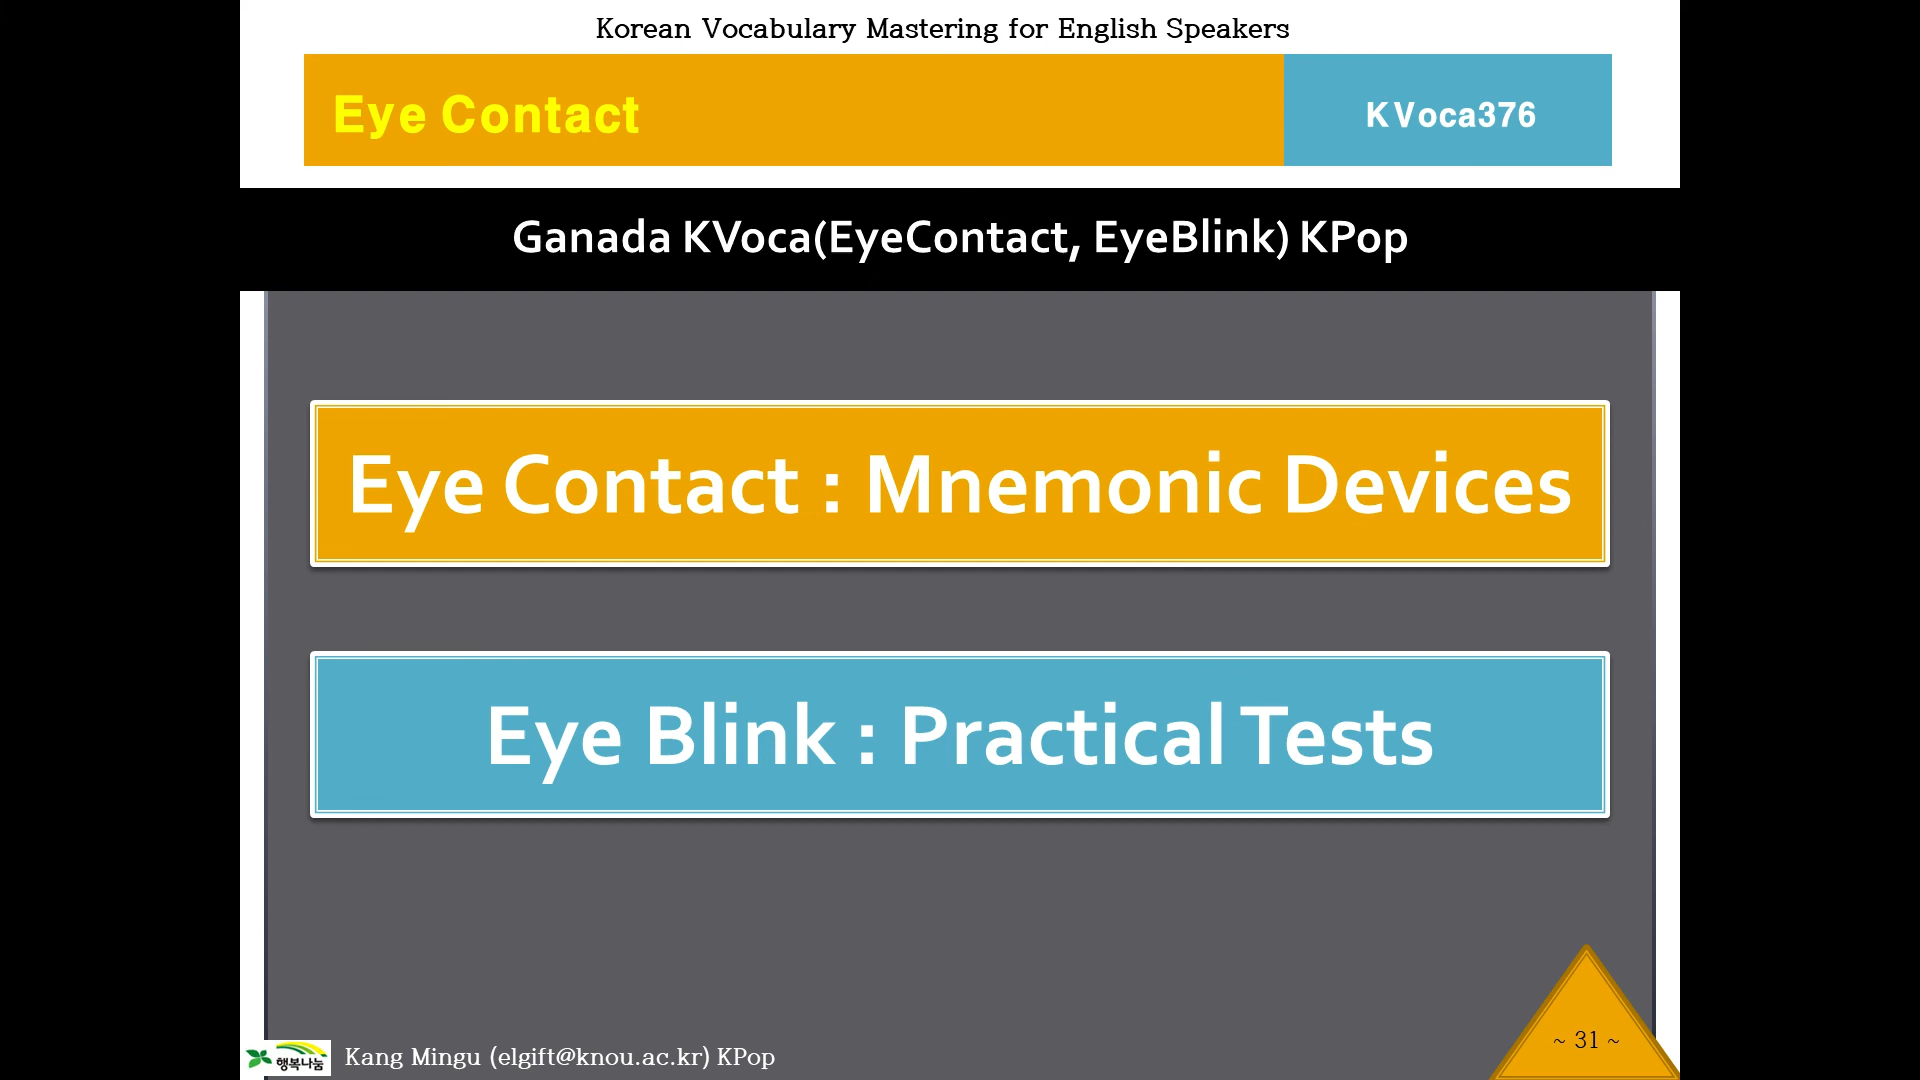 Korean Vocabulary Mastering for English Speakers
Eye Contact
KVoca376
Ganada KVoca(EyeContact, EyeBlink) KPop
Eye Contact : Mnemonic Devices
Eye Blink : Practical Tests
행복나눔
Kang Mingu (elgift@knou.ac.kr) KPop
~ 31 ~